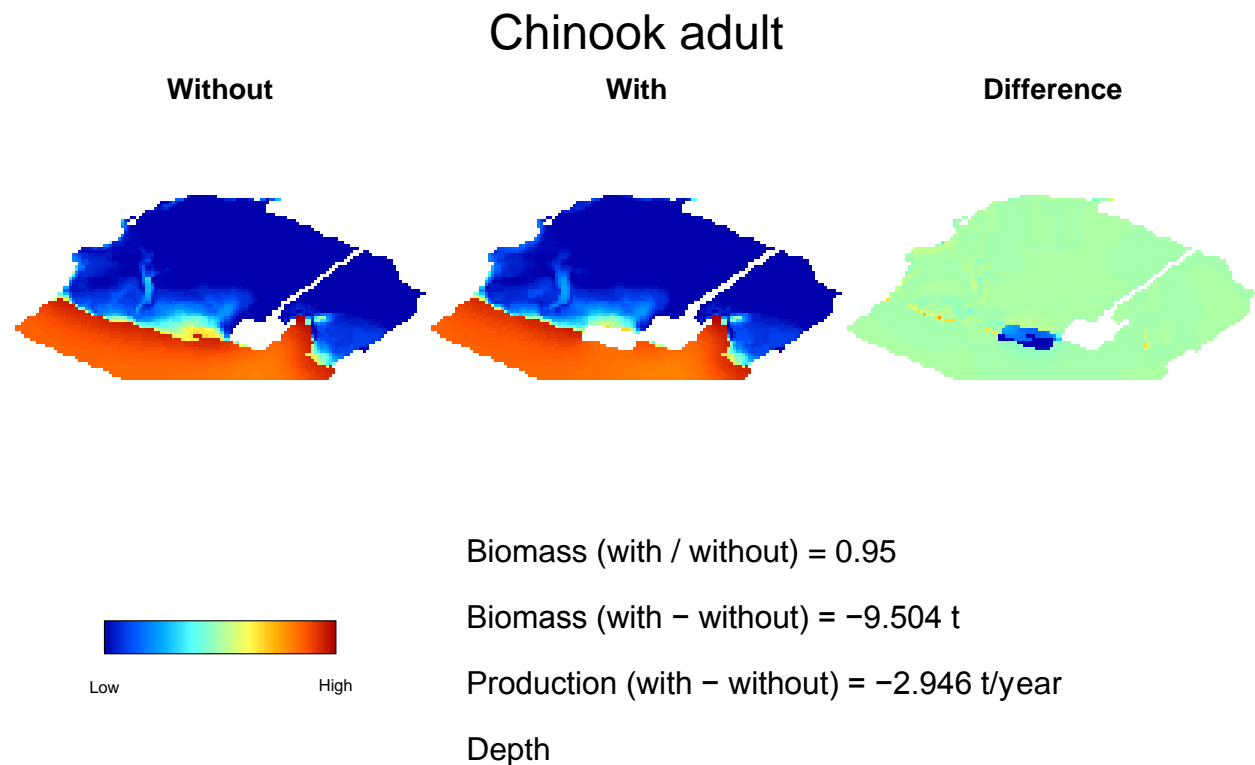 Chinook adult
Without
With
Difference
Biomass (with / without) = 0.95
Biomass (with − without) = −9.504 t
Low
High
Production (with − without) = −2.946 t/year
Depth